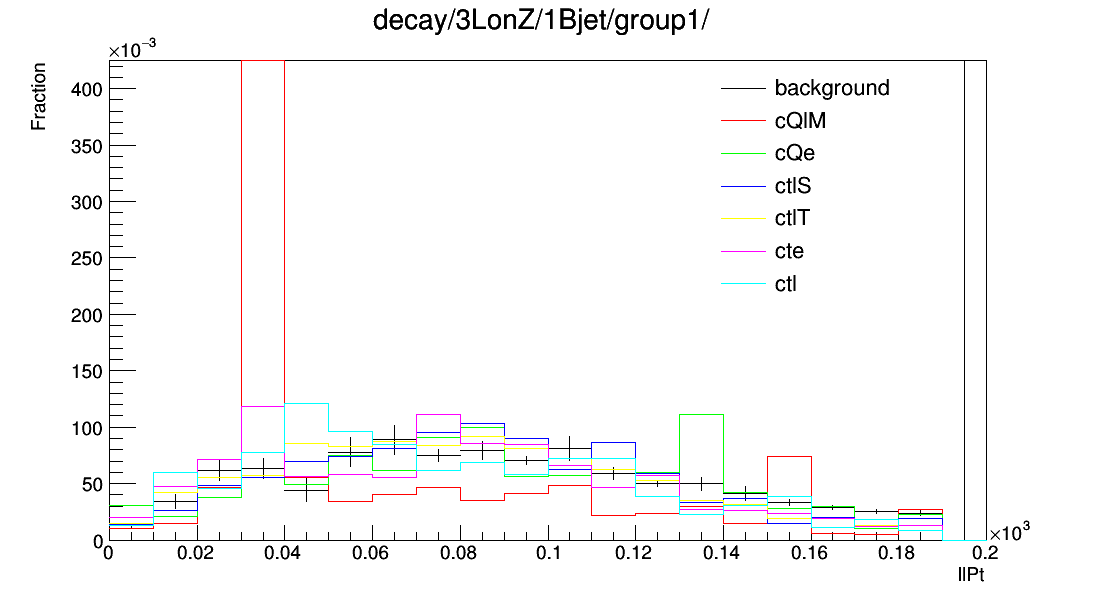 decay/3LonZ/1Bjet/group1/
×10⁻³
Fraction
400
350
300
250
200
150
100
50
0
background
cQlM
cQe
ctlS
ctlT
cte
ctl
0 0.02 0.04 0.06 0.08 0.1 0.12 0.14 0.16 0.18 0.2
×10³
llPt